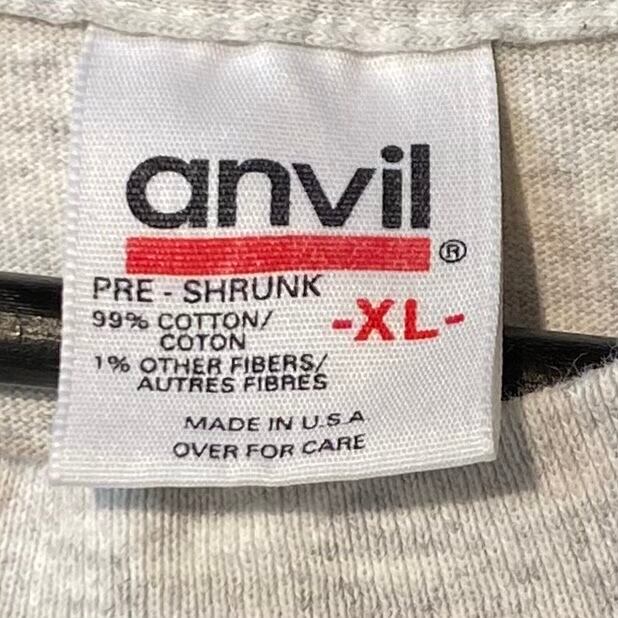 anvil®
PRE - SHRUNK
99% COTTON/
COTON
-XL-
1% OTHER FIBERS/
AUTRES FIBRES
MADE IN U.S.A
OVER FOR CARE